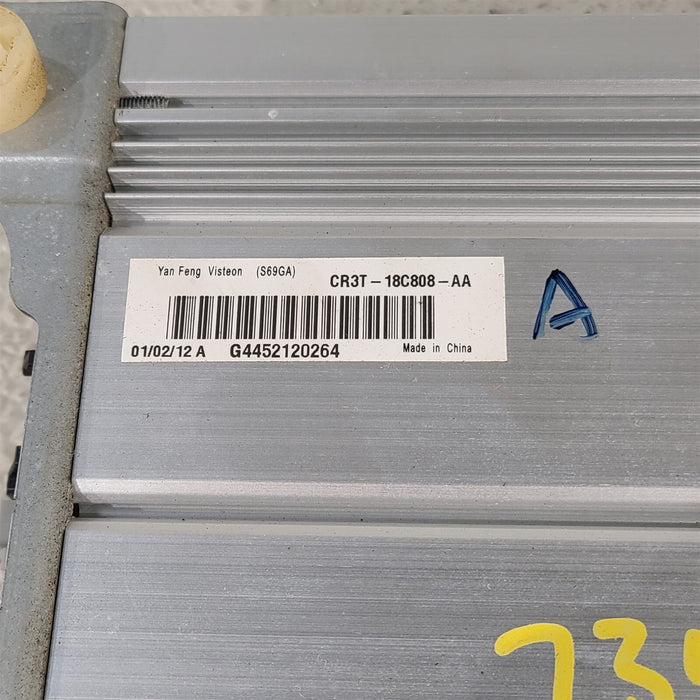 Yan Feng Visteon (S69GA)
CR3T-18C808-AA
01/02/12 A G4452120264 Made in China
A